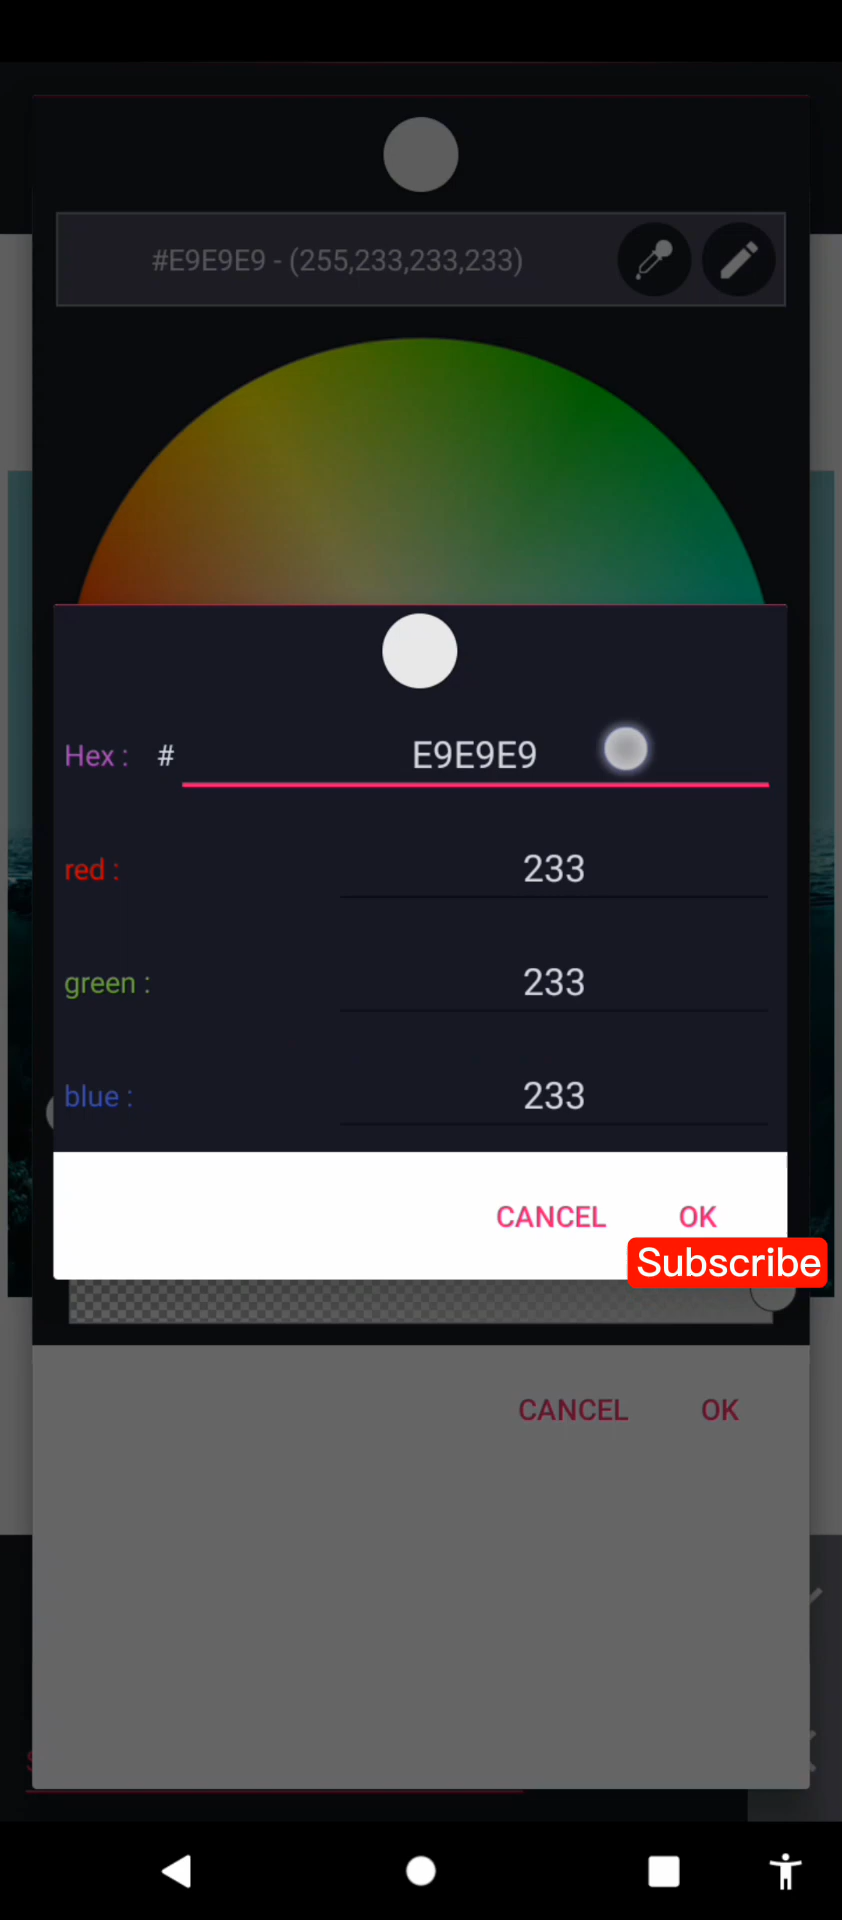 #E9E9E9 - (255,233,233,233)
Hex : # E9E9E9
red : 233
green : 233
blue : 233
CANCEL OK
Subscribe
CANCEL OK